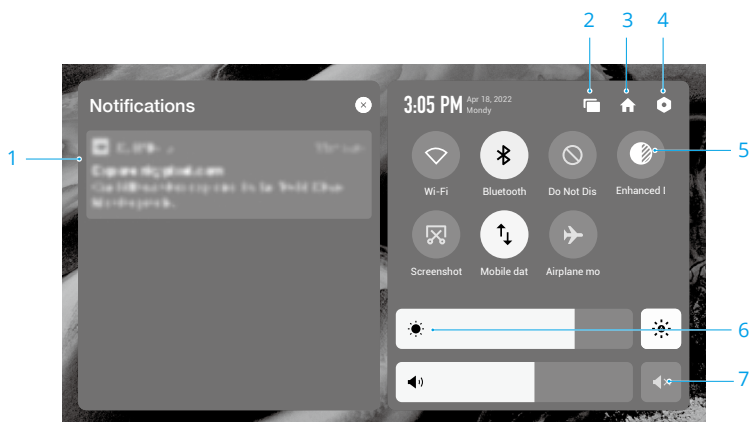 2 3 4
Notifications
3:05 PM Apr 18, 2022
Mondy
1
5
Wi-Fi Bluetooth Do Not Dis Enhanced I
Screenshot Mobile dat Airplane mo
6
7